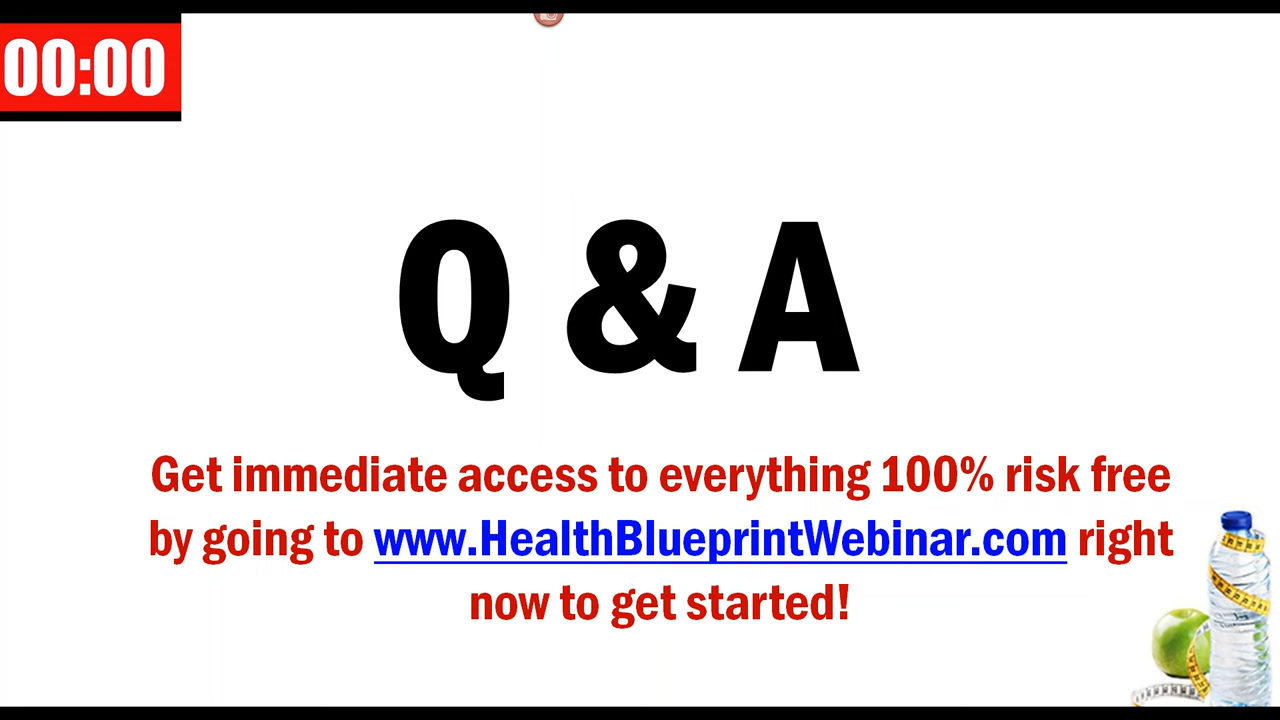 00:00
Q & A
Get immediate access to everything 100% risk free
by going to www.HealthBlueprintWebinar.com right
now to get started!